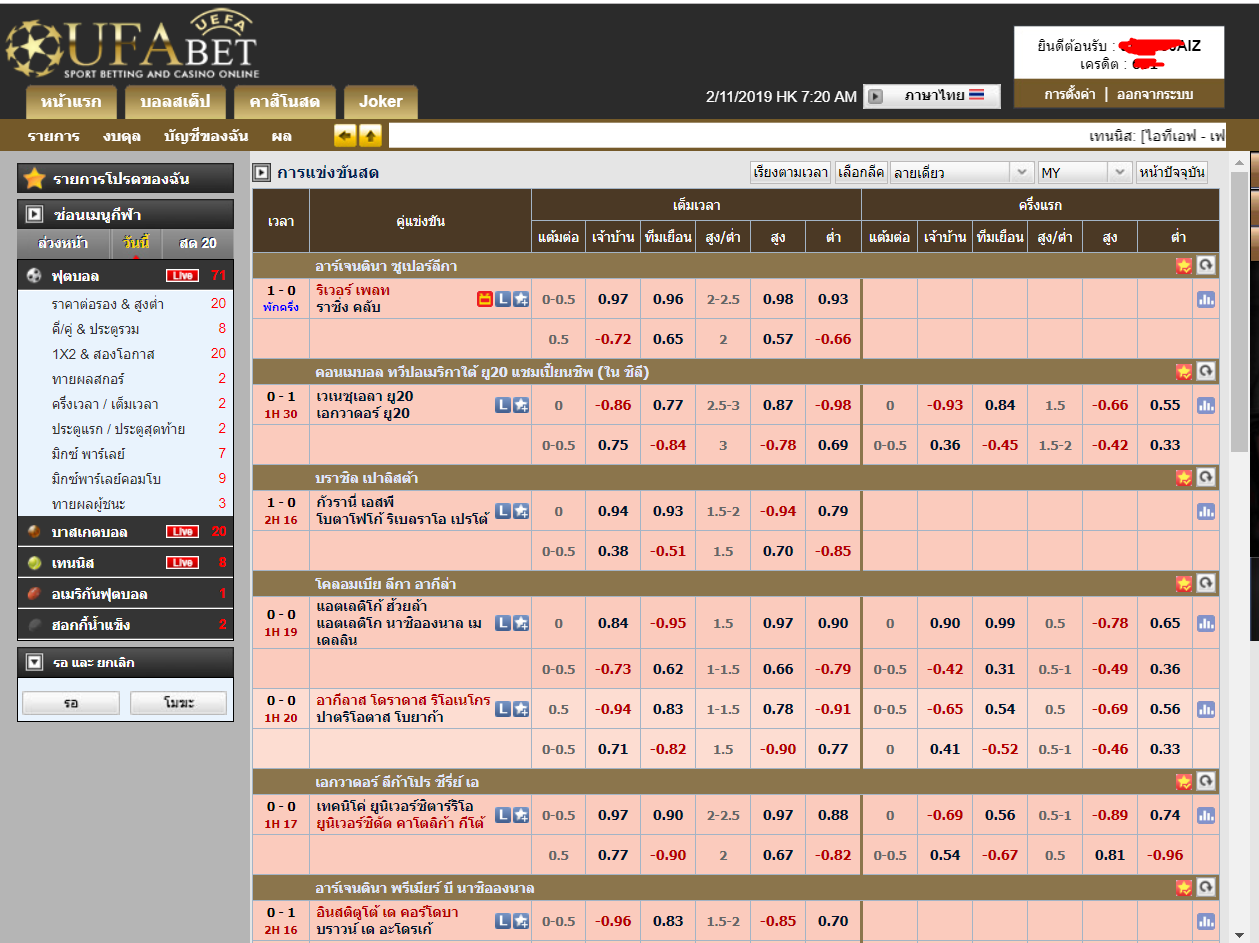 UEFA
UFABET
SPORT BETTING AND CASINO ONLINE
ยินดีต้อนรับ : AIZ
เครดิต :
หน้าแรก บอลสเต็ป คาสิโนสด Joker
2/11/2019 HK 7:20 AM ภาษาไทย
การตั้งค่า | ออกจากระบบ
รายการ งบดุล บัญชีของฉัน ผล
เทนนิส: [ไอทีเอฟ - เฟ
รายการโปรดของฉัน
ซ่อนเมนูกีฬา
ล่วงหน้า วันนี้ สด 20
ฟุตบอล Live 71
ราคาต่อรอง & สูงต่ำ 20
คี่/คู่ & ประตูรวม 8
1X2 & สองโอกาส 20
ทายผลสกอร์ 2
ครึ่งเวลา / เต็มเวลา 2
ประตูแรก / ประตูสุดท้าย 2
มิกซ์ พาร์เลย์ 7
มิกซ์พาร์เลย์คอมโบ 9
ทายผลผู้ชนะ 3
บาสเกตบอล Live 20
เทนนิส Live 8
อเมริกันฟุตบอล 1
ฮอกกี้น้ำแข็ง 2
รอ และ ยกเลิก
รอ โมฆะ
การแข่งขันสด
เรียงตามเวลา เลือกลีค ลายเดี่ยว MY หน้าปัจจุบัน
เวลา คู่แข่งขัน เต็มเวลา ครึ่งแรก
แต้มต่อ เจ้าบ้าน ทีมเยือน สูง/ต่ำ สูง ต่ำ แต้มต่อ เจ้าบ้าน ทีมเยือน สูง/ต่ำ สูง ต่ำ
อาร์เจนตินา ซูเปอร์ลีกา
1 - 0 ริเวอร์ เพลท L 0-0.5 0.97 0.96 2-2.5 0.98 0.93
พักครึ่ง ราซิ่ง คลับ
0.5 -0.72 0.65 2 0.57 -0.66
คอนเมบอล ทวีปอเมริกาใต้ ยู20 แชมเปี้ยนชิพ (ใน ชิลี)
0 - 1 เวเนซุเอลา ยู20 L 0 -0.86 0.77 2.5-3 0.87 -0.98 0 -0.93 0.84 1.5 -0.66 0.55
1H 30 เอกวาดอร์ ยู20
0-0.5 0.75 -0.84 3 -0.78 0.69 0-0.5 0.36 -0.45 1.5-2 -0.42 0.33
บราซิล เปาลิสต้า
1 - 0 กัวรานี่ เอสพี L 0 0.94 0.93 1.5-2 -0.94 0.79
2H 16 โบตาโฟโก้ ริเบลราโอ เปรโต้
0-0.5 0.38 -0.51 1.5 0.70 -0.85
โคลอมเบีย ลีกา อากีล่า
0 - 0 แอตเลติโก้ ฮ้วยล้า L 0 0.84 -0.95 1.5 0.97 0.90 0 0.90 0.99 0.5 -0.78 0.65
1H 19 แอตเลติโก นาซิอองนาล เม
เดลลิน
0-0.5 -0.73 0.62 1-1.5 0.66 -0.79 0-0.5 -0.42 0.31 0.5-1 -0.49 0.36
0 - 0 อากีลาส โดราดาส ริโอเนโกร L 0.5 -0.94 0.83 1-1.5 0.78 -0.91 0-0.5 -0.65 0.54 0.5 -0.69 0.56
1H 20 ปาตริโอตาส โบยาก้า
0-0.5 0.71 -0.82 1.5 -0.90 0.77 0 0.41 -0.52 0.5-1 -0.46 0.33
เอกวาดอร์ ลีก้าโปร ซีรี่ย์ เอ
0 - 0 เทคนิโค่ ยูนิเวอร์ซิตาร์ริโอ L 0-0.5 0.97 0.90 2-2.5 0.97 0.88 0 -0.69 0.56 0.5-1 -0.89 0.74
1H 17 ยูนิเวอร์ซิดัด คาโตลิก้า กีโต้
0.5 0.77 -0.90 2 0.67 -0.82 0-0.5 0.54 -0.67 0.5 0.81 -0.96
อาร์เจนตินา พรีเมียร์ บี นาซิอองนาล
0 - 1 อินสติตูโต้ เด คอร์โดบา L 0-0.5 -0.96 0.83 1.5-2 -0.85 0.70
2H 16 บราวน์ เด อะโดรเก้